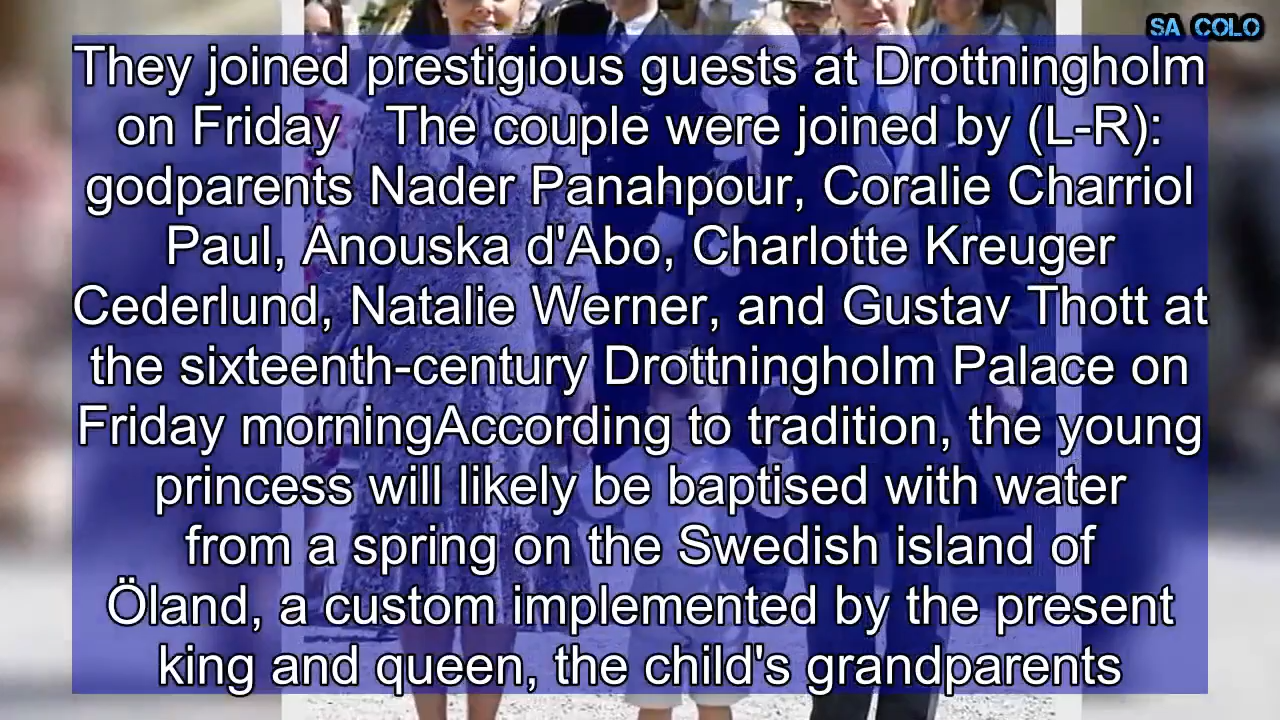 SA COLO
They joined prestigious guests at Drottningholm
on Friday   The couple were joined by (L-R):
godparents Nader Panahpour, Coralie Charriol
Paul, Anouska d'Abo, Charlotte Kreuger
Cederlund, Natalie Werner, and Gustav Thott at
the sixteenth-century Drottningholm Palace on
Friday morningAccording to tradition, the young
princess will likely be baptised with water
from a spring on the Swedish island of
Öland, a custom implemented by the present
king and queen, the child's grandparents